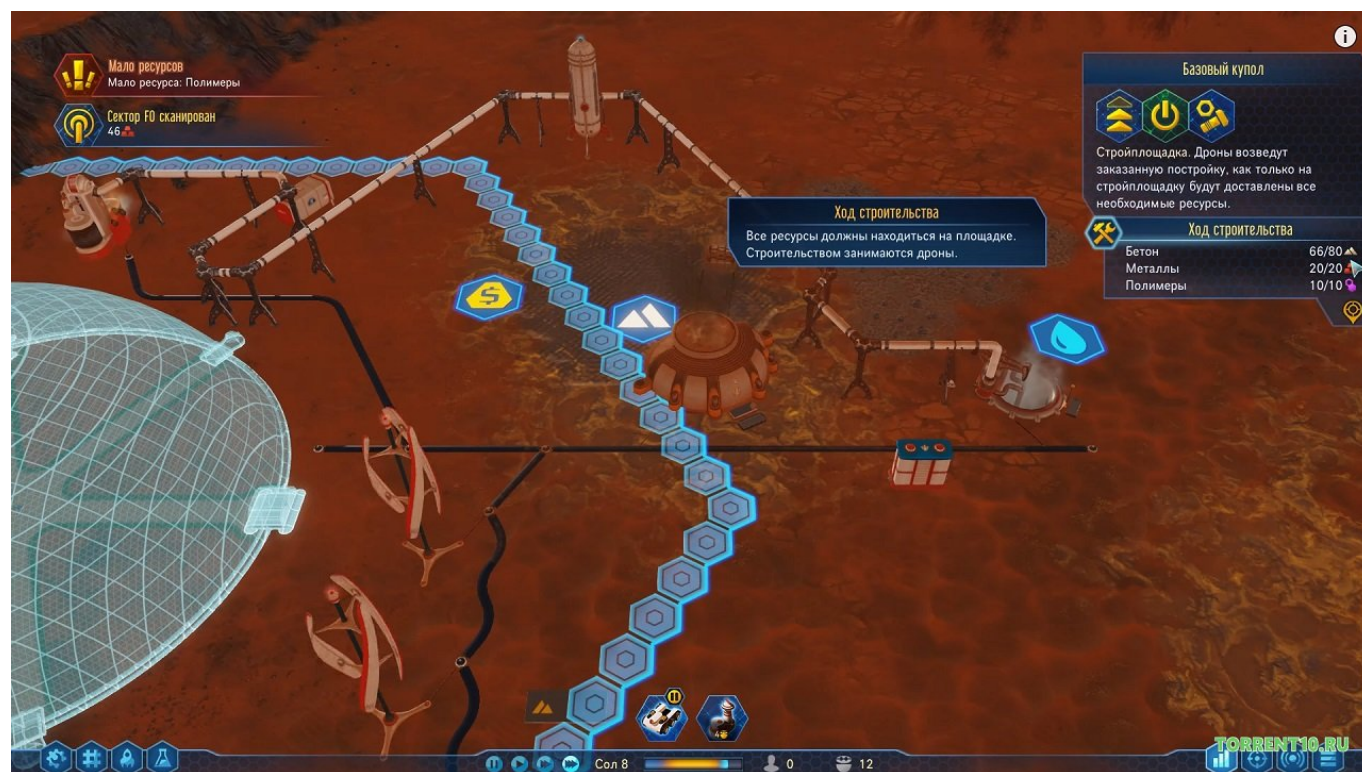 Мало ресурсов
Мало ресурса: Полимеры
Сектор F0 сканирован
46
Базовый купол
Стройплощадка. Дроны возведут
заказанную постройку, как только на
стройплощадку будут доставлены все
необходимые ресурсы.
Ход строительства
Бетон 66/80
Металлы 20/20
Полимеры 10/10
Ход строительства
Все ресурсы должны находиться на площадке.
Строительством занимаются дроны.
Сол 8
0
12
TORRENT10.RU